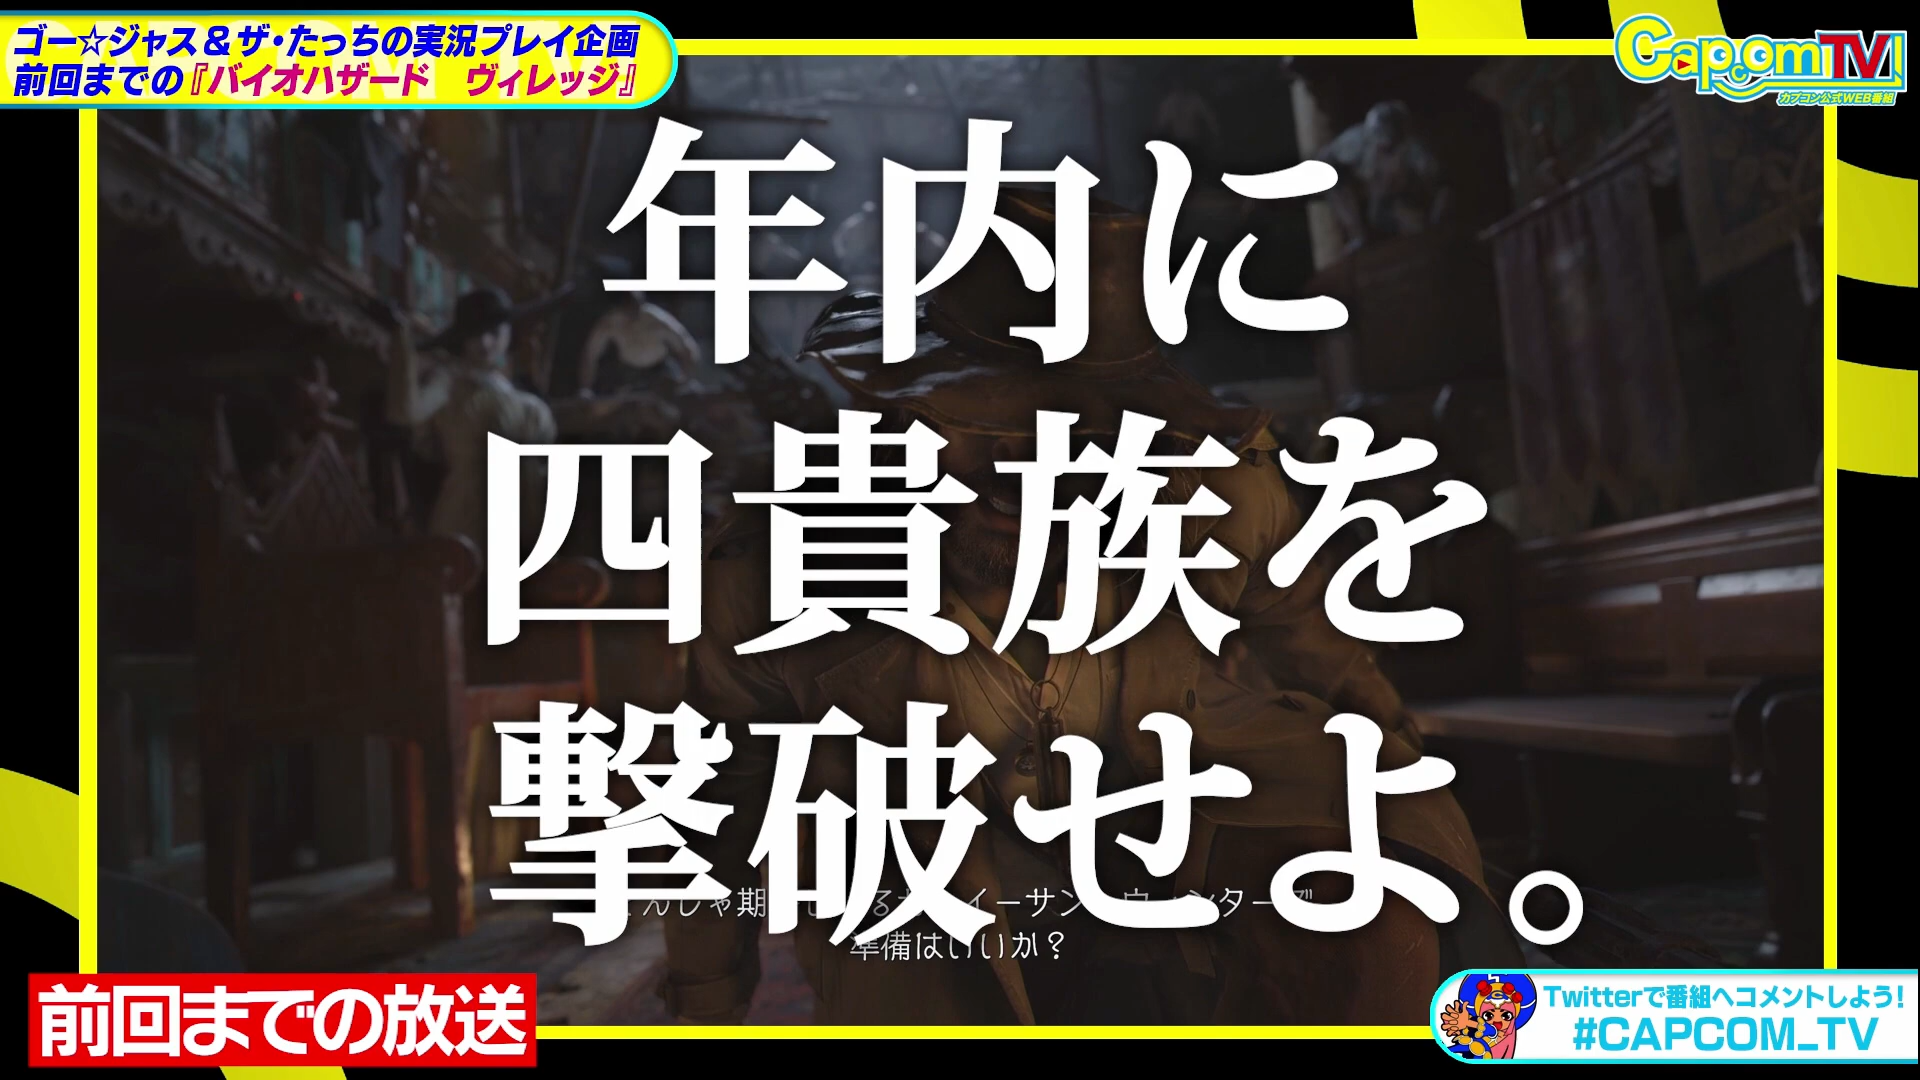 ゴー☆ジャス＆ザ・たっちの実況プレイ企画
前回までの『バイオハザード　ヴィレッジ』
CapcomTV!
カプコン公式WEB番組
年内に
四貴族を
撃破せよ。
準備はいいか？
前回までの放送
Twitterで番組へコメントしよう！
#CAPCOM_TV